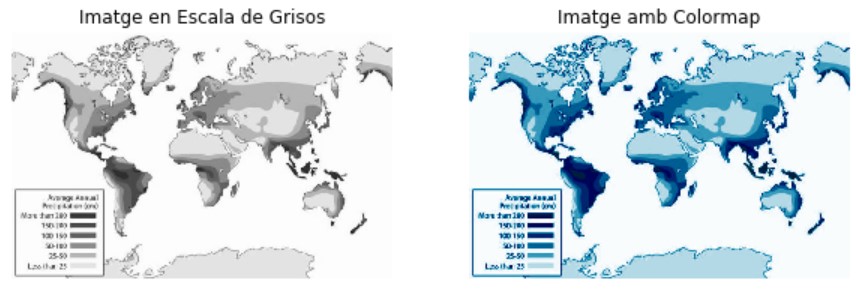 Imatge en Escala de Grisos
Average Annual
Precipitation (cm)
More than 200
150-200
100-150
50-100
25-50
Less than 25
Imatge amb Colormap
Average Annual
Precipitation (cm)
More than 200
150-200
100-150
50-100
25-50
Less than 25